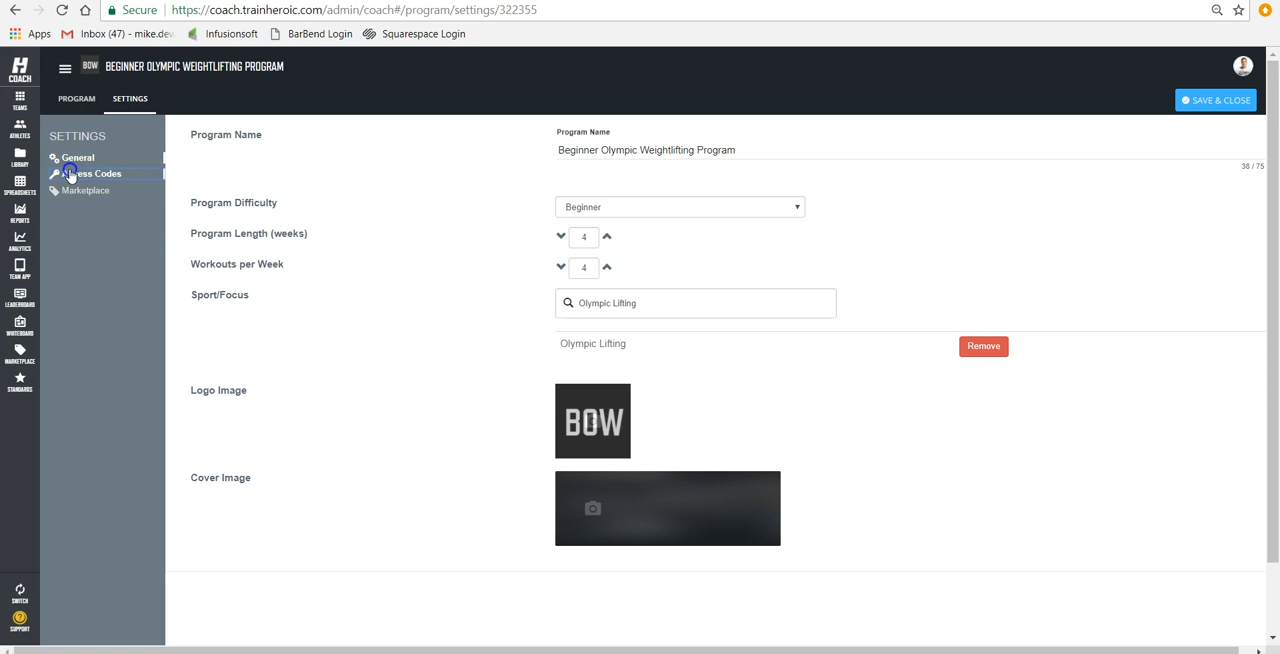 Secure https://coach.trainheroic.com/admin/coach#/program/settings/322355
Apps Inbox (47) - mike.dew Infusionsoft BarBend Login Squarespace Login
H
COACH
BOW BEGINNER OLYMPIC WEIGHTLIFTING PROGRAM
PROGRAM SETTINGS
SAVE & CLOSE
TEAMS
ATHLETES
LIBRARY
SPREADSHEETS
REPORTS
ANALYTICS
TEAM APP
LEADERBOARD
WHITEBOARD
MARKETPLACE
STANDARDS
SWITCH
SUPPORT
SETTINGS
General
Codes
Marketplace
Program Name
Program Name
Beginner Olympic Weightlifting Program
38 / 75
Program Difficulty
Beginner
Program Length (weeks)
4
Workouts per Week
4
Sport/Focus
Olympic Lifting
Olympic Lifting
Remove
Logo Image
BOW
Cover Image